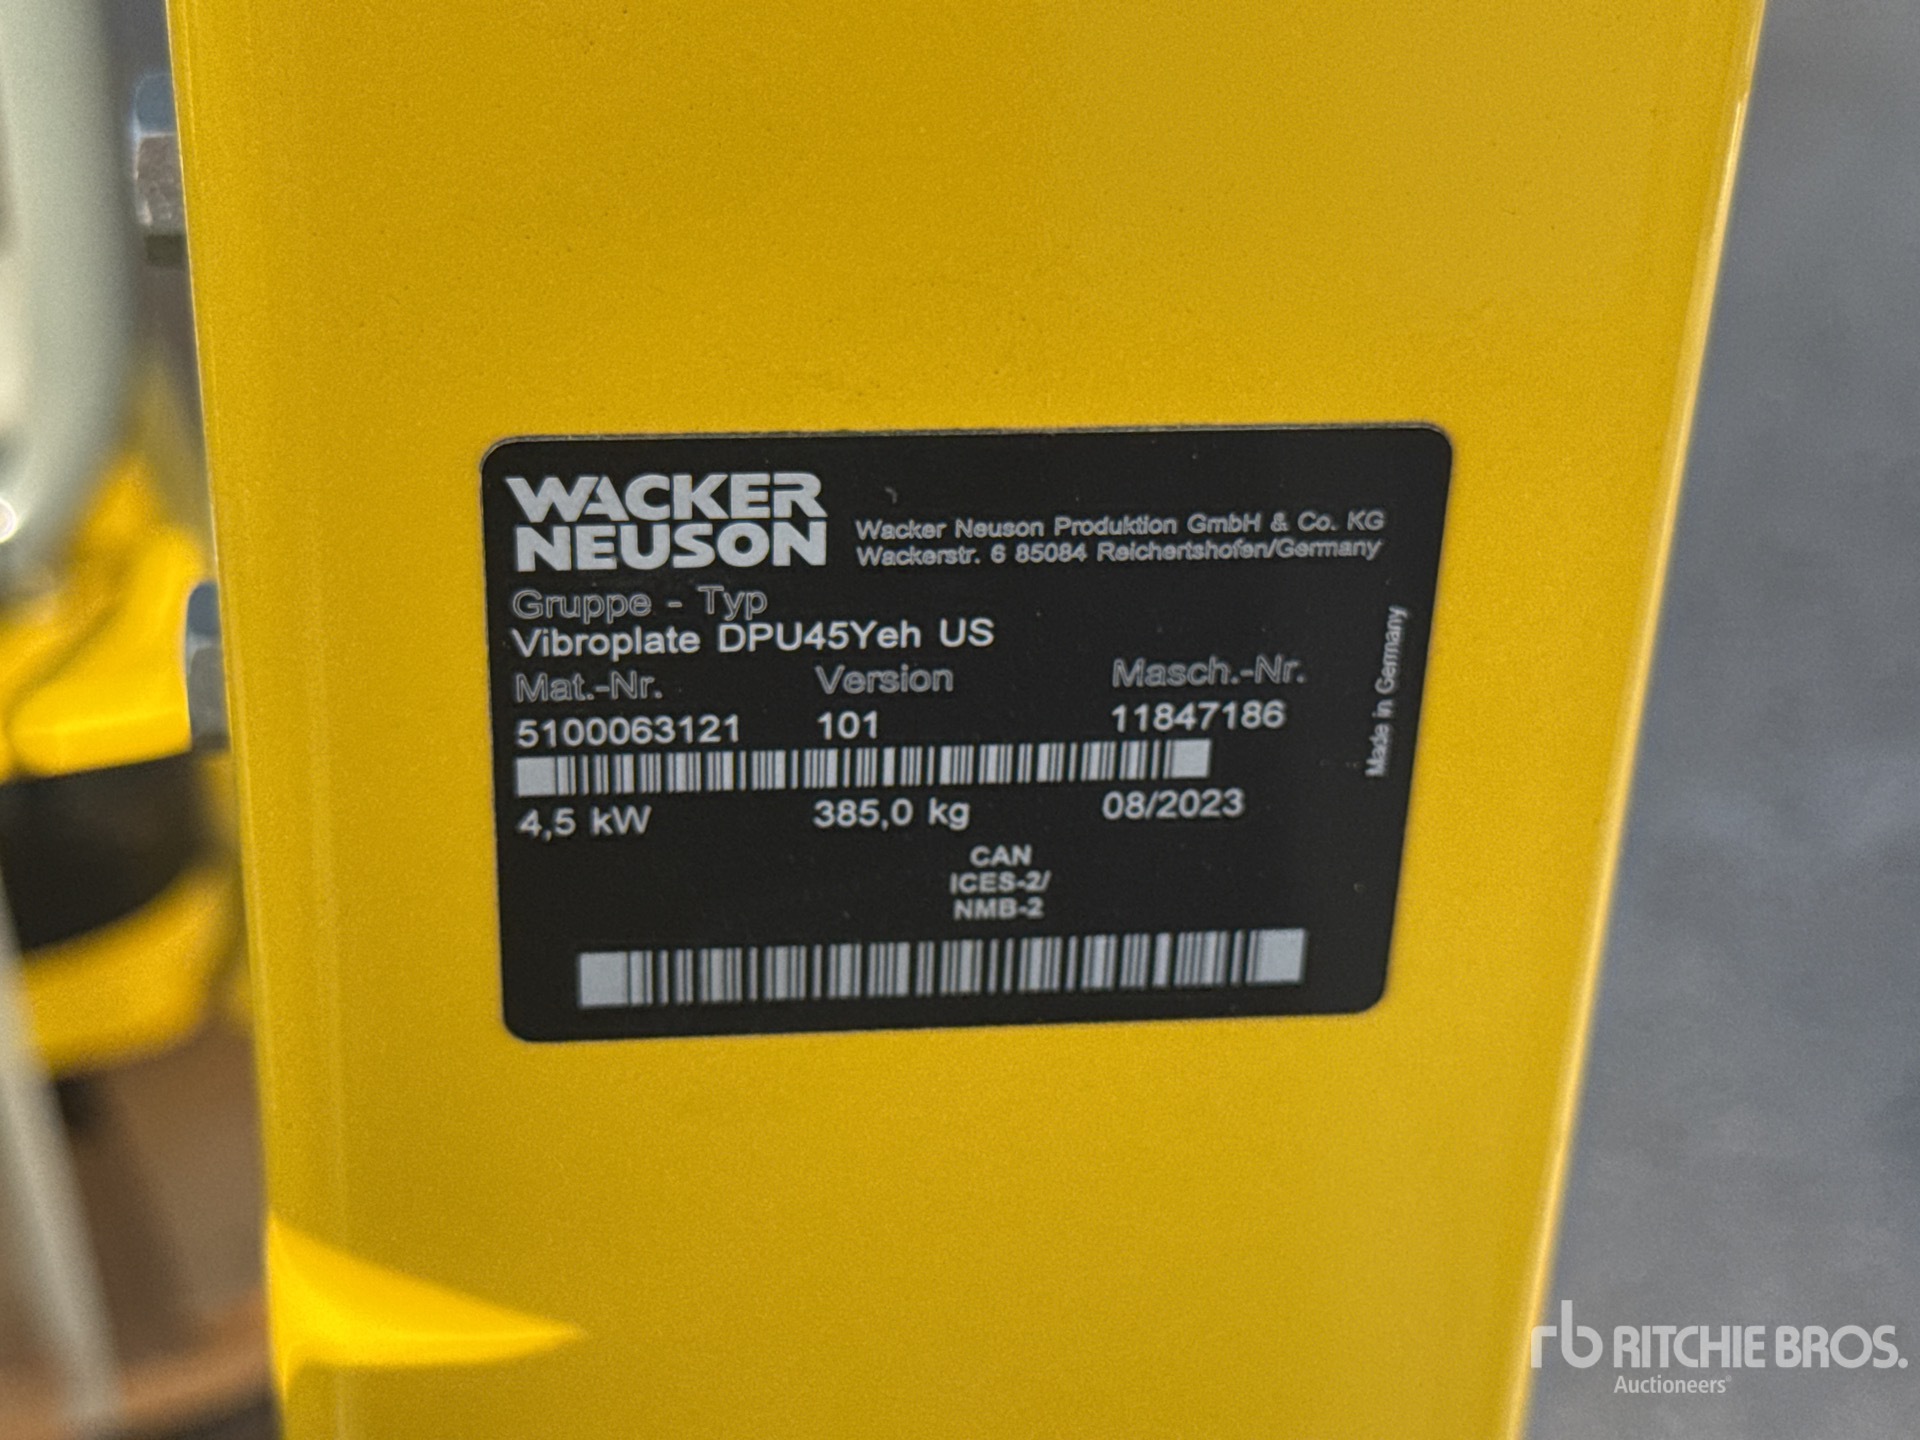 WACKER
NEUSON
Wacker Neuson Produktion GmbH & Co. KG
Wackerstr. 6 85084 Reichertshofen/Germany
Gruppe - Typ
Vibroplate DPU45Yeh US
Mat.-Nr. Version Masch.-Nr.
5100063121 101 11847186
4,5 kW 385,0 kg 08/2023
CAN
ICES-2/
NMB-2
Made in Germany
rb RITCHIE BROS.
Auctioneers